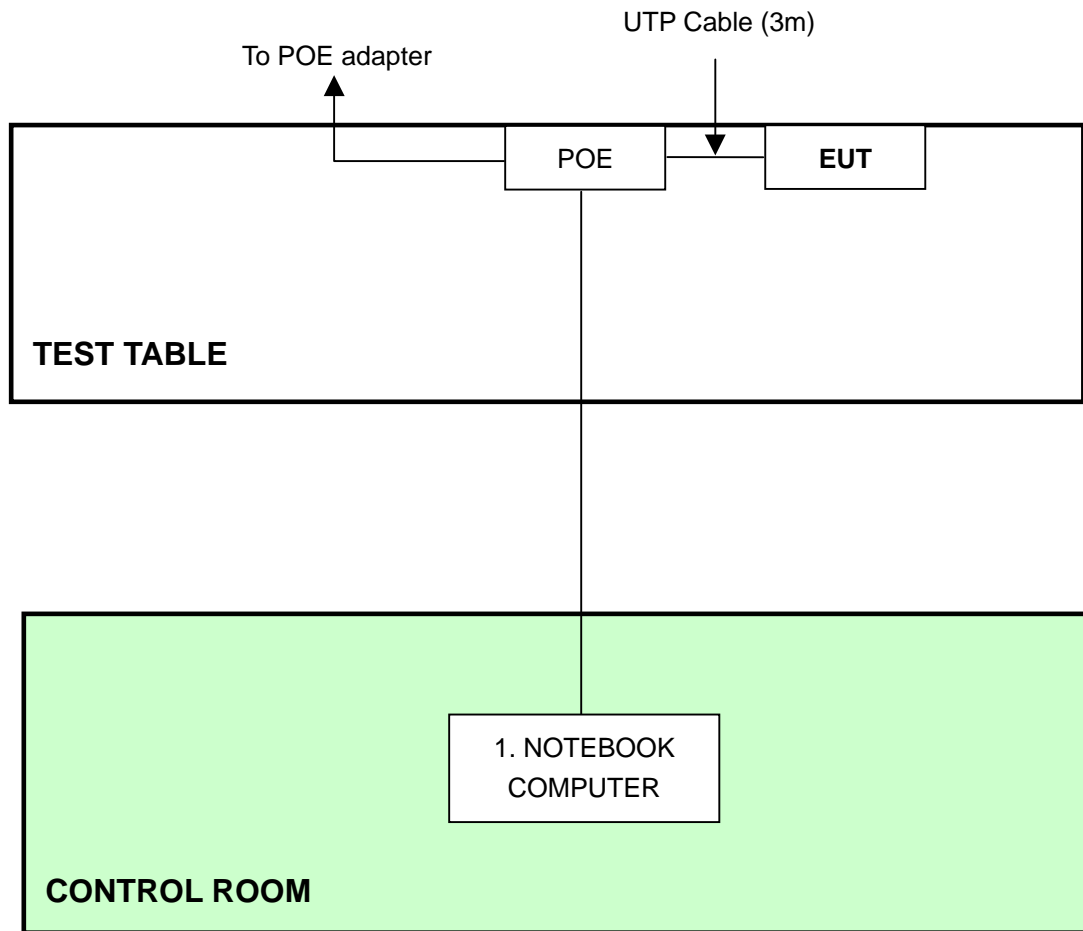 UTP Cable (3m)
To POE adapter
POE
EUT
TEST TABLE
1. NOTEBOOK
COMPUTER
CONTROL ROOM